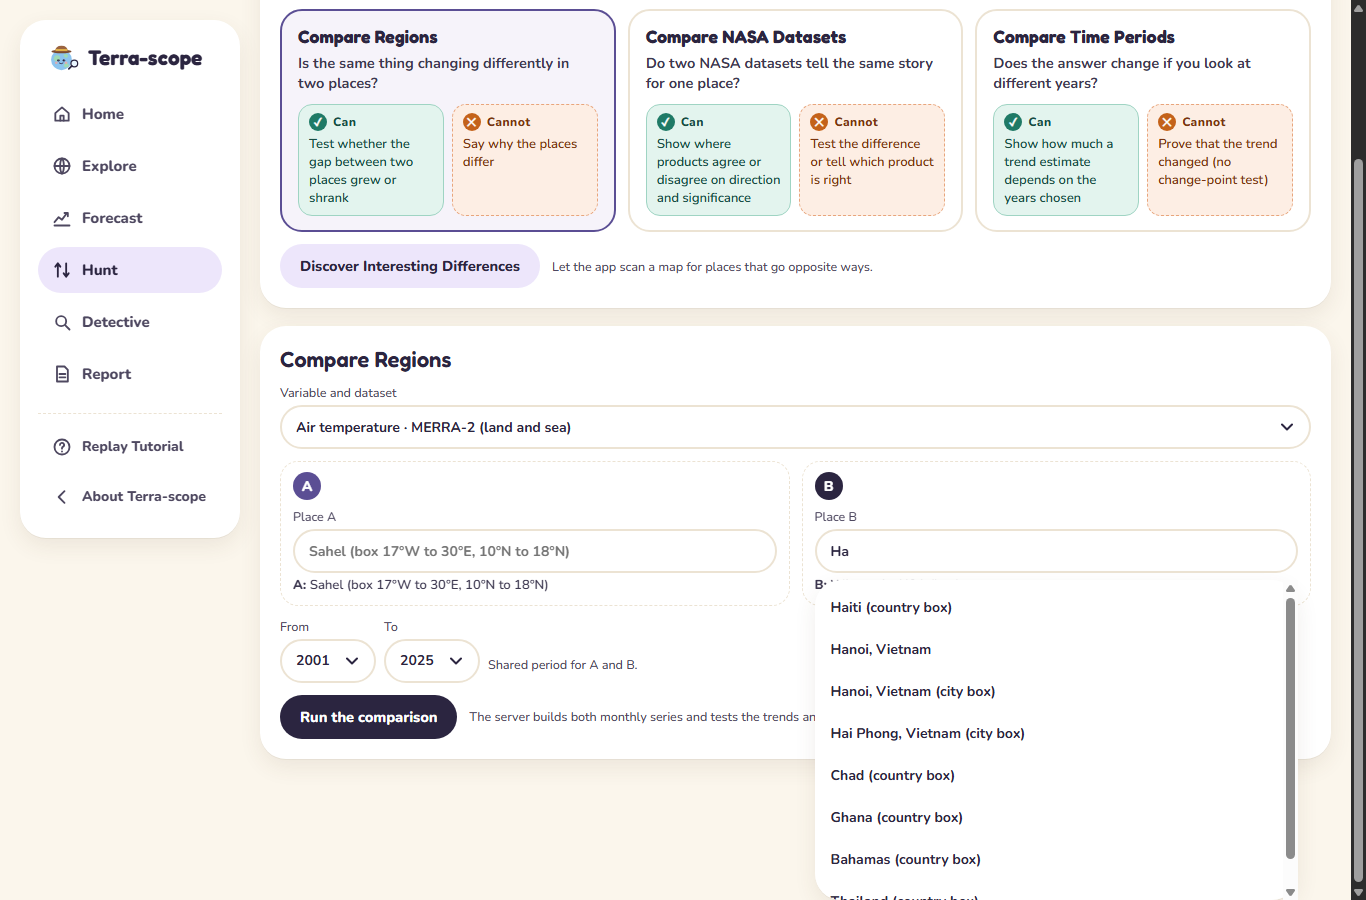 Terra-scope
Home
Explore
Forecast
Hunt
Detective
Report
Replay Tutorial
About Terra-scope
Compare Regions
Is the same thing changing differently in
two places?
Can
Test whether the
gap between two
places grew or
shrank
Cannot
Say why the places
differ
Compare NASA Datasets
Do two NASA datasets tell the same story
for one place?
Can
Show where
products agree or
disagree on direction
and significance
Cannot
Test the difference
or tell which product
is right
Compare Time Periods
Does the answer change if you look at
different years?
Can
Show how much a
trend estimate
depends on the
years chosen
Cannot
Prove that the trend
changed (no
change-point test)
Discover Interesting Differences
Let the app scan a map for places that go opposite ways.
Compare Regions
Variable and dataset
Air temperature · MERRA-2 (land and sea)
A
Place A
Sahel (box 17°W to 30°E, 10°N to 18°N)
A: Sahel (box 17°W to 30°E, 10°N to 18°N)
B
Place B
Ha
B:
Haiti (country box)
Hanoi, Vietnam
Hanoi, Vietnam (city box)
Hai Phong, Vietnam (city box)
Chad (country box)
Ghana (country box)
Bahamas (country box)
Thailand (country box)
From
To
2001
2025
Shared period for A and B.
Run the comparison
The server builds both monthly series and tests the trends an